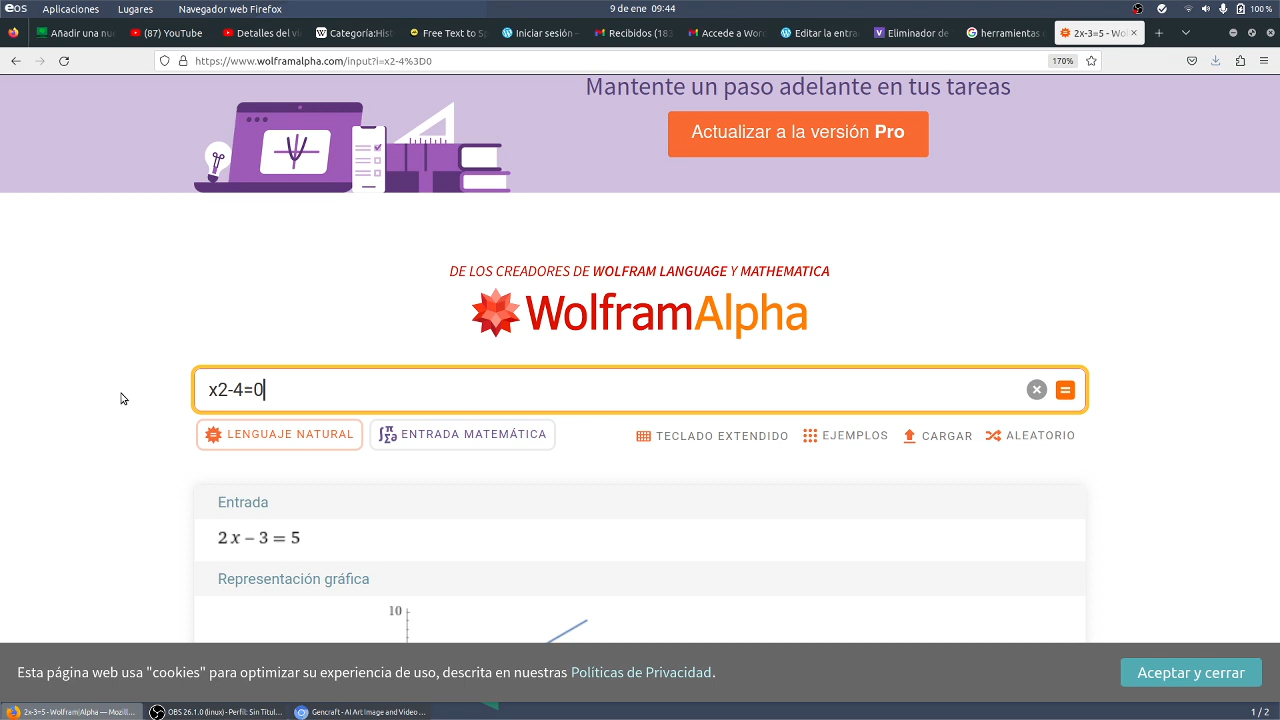 eos Aplicaciones Lugares Navegador web Firefox 9 de ene 09:44 100 %
Añadir una nu (87) YouTube Detalles del ví Categoría:Hist Free Text to Sp Iniciar sesión – Recibidos (183 Accede a Word Editar la entra Eliminador de herramientas 2x-3=5 - Wol
https://www.wolframalpha.com/input?i=x2-4%3D0 170%
Mantente un paso adelante en tus tareas
Actualizar a la versión Pro
DE LOS CREADORES DE WOLFRAM LANGUAGE Y MATHEMATICA
WolframAlpha
x2-4=0
LENGUAJE NATURAL ENTRADA MATEMÁTICA TECLADO EXTENDIDO EJEMPLOS CARGAR ALEATORIO
Entrada
2 x – 3 = 5
Representación gráfica
10
Esta página web usa "cookies" para optimizar su experiencia de uso, descrita en nuestras Políticas de Privacidad.
Aceptar y cerrar
2x-3=5 - Wolfram|Alpha — Mozill... OBS 26.1.0 (linux) - Perfil: Sin Títul... Gencraft - AI Art Image and Video ... 1 / 2